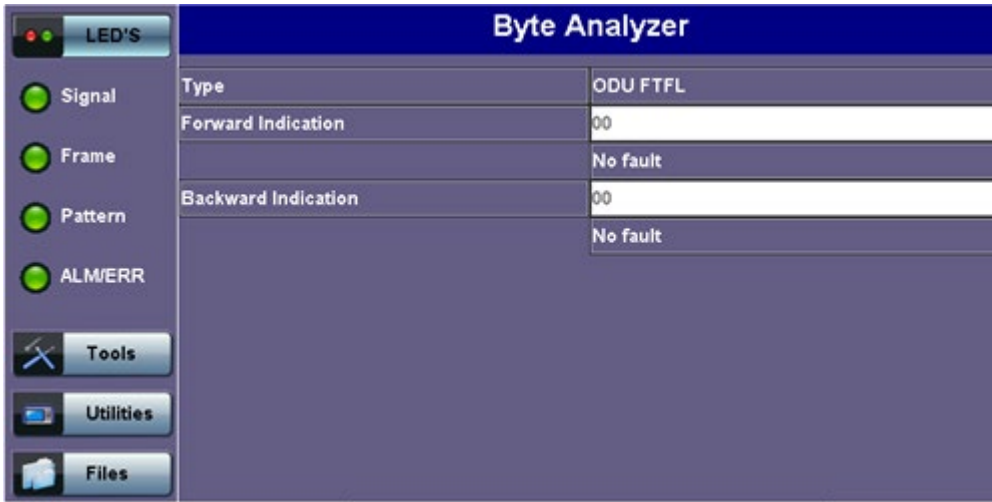 LED'S
Byte Analyzer
Signal
Frame
Pattern
ALM/ERR
Tools
Utilities
Files
Type ODU FTFL
Forward Indication 00
No fault
Backward Indication 00
No fault